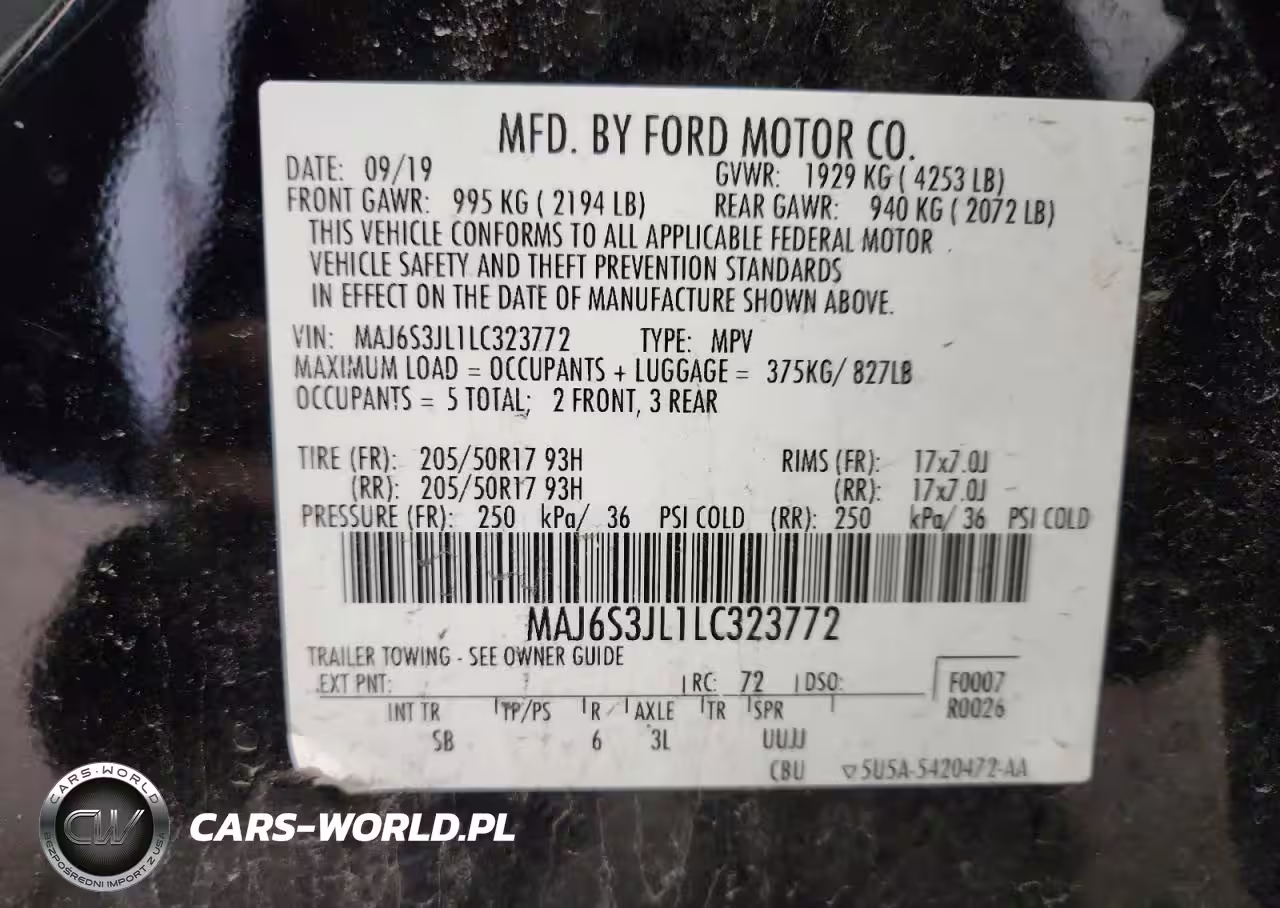 MFD. BY FORD MOTOR CO.
DATE: 09/19 GVWR: 1929 KG ( 4253 LB)
FRONT GAWR: 995 KG ( 2194 LB) REAR GAWR: 940 KG ( 2072 LB)
THIS VEHICLE CONFORMS TO ALL APPLICABLE FEDERAL MOTOR
VEHICLE SAFETY AND THEFT PREVENTION STANDARDS
IN EFFECT ON THE DATE OF MANUFACTURE SHOWN ABOVE.
VIN: MAJ6S3JL1LC323772 TYPE: MPV
MAXIMUM LOAD = OCCUPANTS + LUGGAGE = 375KG/ 827LB
OCCUPANTS = 5 TOTAL; 2 FRONT, 3 REAR
TIRE (FR): 205/50R17 93H RIMS (FR): 17x7.0J
(RR): 205/50R17 93H (RR): 17x7.0J
PRESSURE (FR): 250 kPa/ 36 PSI COLD (RR): 250 kPa/ 36 PSI COLD
MAJ6S3JL1LC323772
TRAILER TOWING - SEE OWNER GUIDE
EXT PNT: RC: 72 DSO: F0007
INT TR TP/PS R AXLE TR SPR R0026
SB 6 3L UUJJ
CBU ▽5U5A-5420472-AA
CARS-WORLD
CW
BEZPOŚREDNI IMPORT Z USA
CARS-WORLD.PL